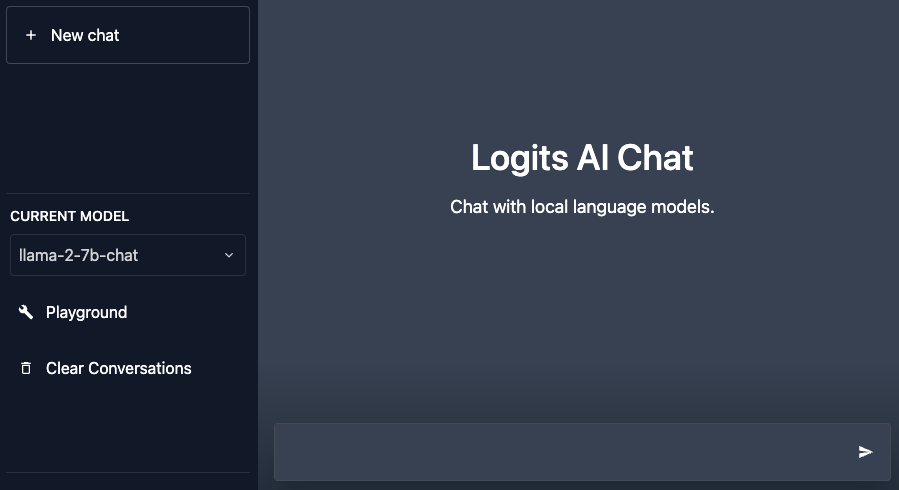 New chat
CURRENT MODEL
llama-2-7b-chat
Playground
Clear Conversations
Logits AI Chat
Chat with local language models.